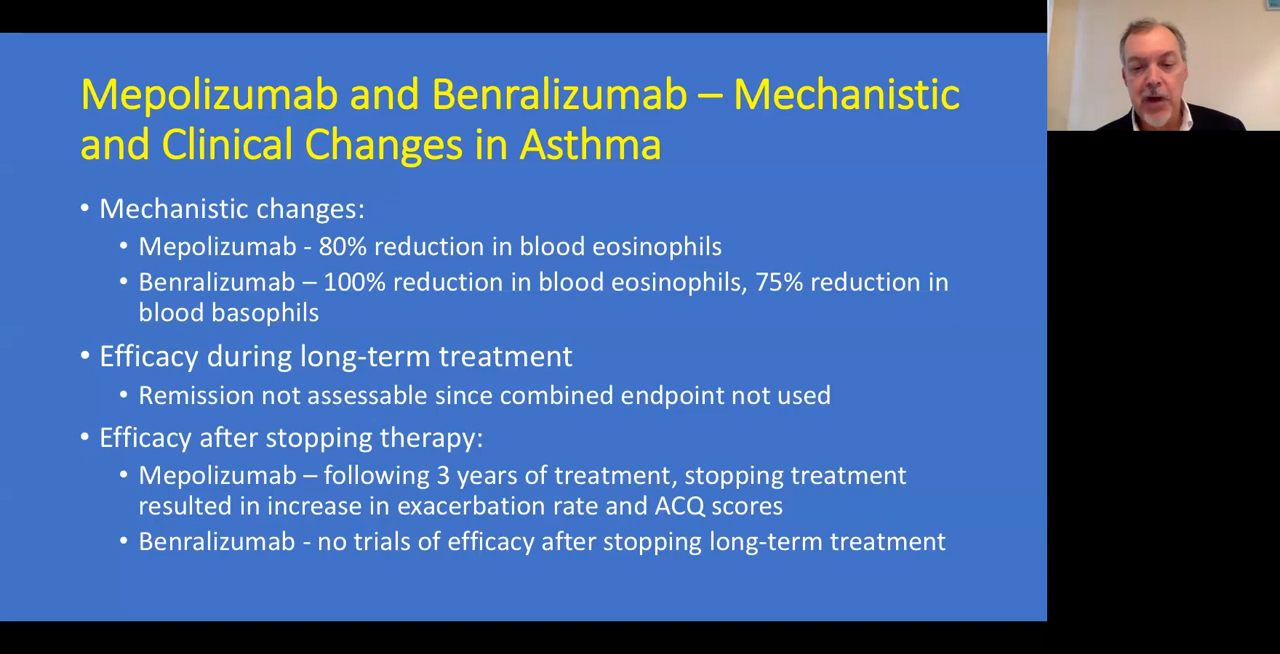 Mepolizumab and Benralizumab – Mechanistic
and Clinical Changes in Asthma
• Mechanistic changes:
• Mepolizumab - 80% reduction in blood eosinophils
• Benralizumab – 100% reduction in blood eosinophils, 75% reduction in
blood basophils
• Efficacy during long-term treatment
• Remission not assessable since combined endpoint not used
• Efficacy after stopping therapy:
• Mepolizumab – following 3 years of treatment, stopping treatment
resulted in increase in exacerbation rate and ACQ scores
• Benralizumab - no trials of efficacy after stopping long-term treatment